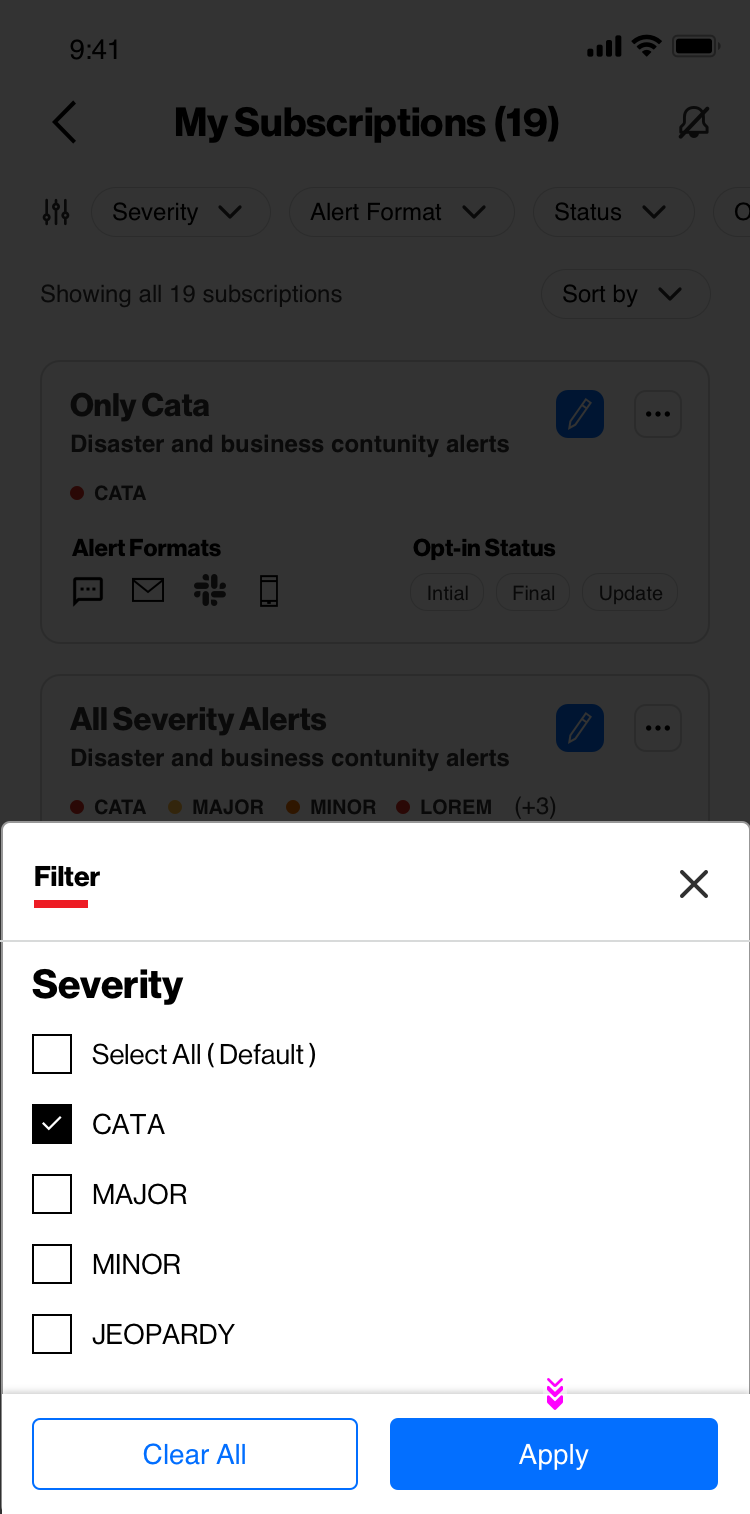 9:41
My Subscriptions (19)
Severity Alert Format Status
Showing all 19 subscriptions Sort by
Only Cata
Disaster and business contunity alerts
CATA
Alert Formats Opt-in Status
Intial Final Update
All Severity Alerts
Disaster and business contunity alerts
CATA MAJOR MINOR LOREM (+3)
Filter
Severity
Select All ( Default )
CATA
MAJOR
MINOR
JEOPARDY
Clear All Apply